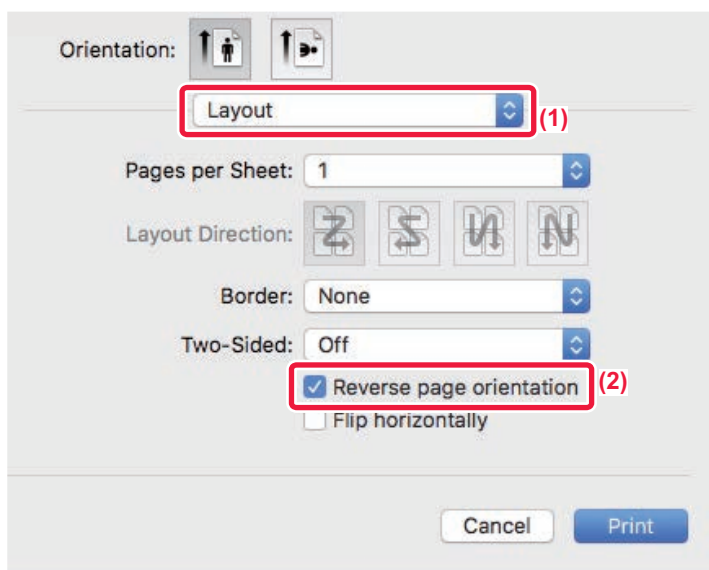 Orientation:
Layout
(1)
Pages per Sheet: 1
Layout Direction:
Border: None
Two-Sided: Off
Reverse page orientation
(2)
Flip horizontally
Cancel Print